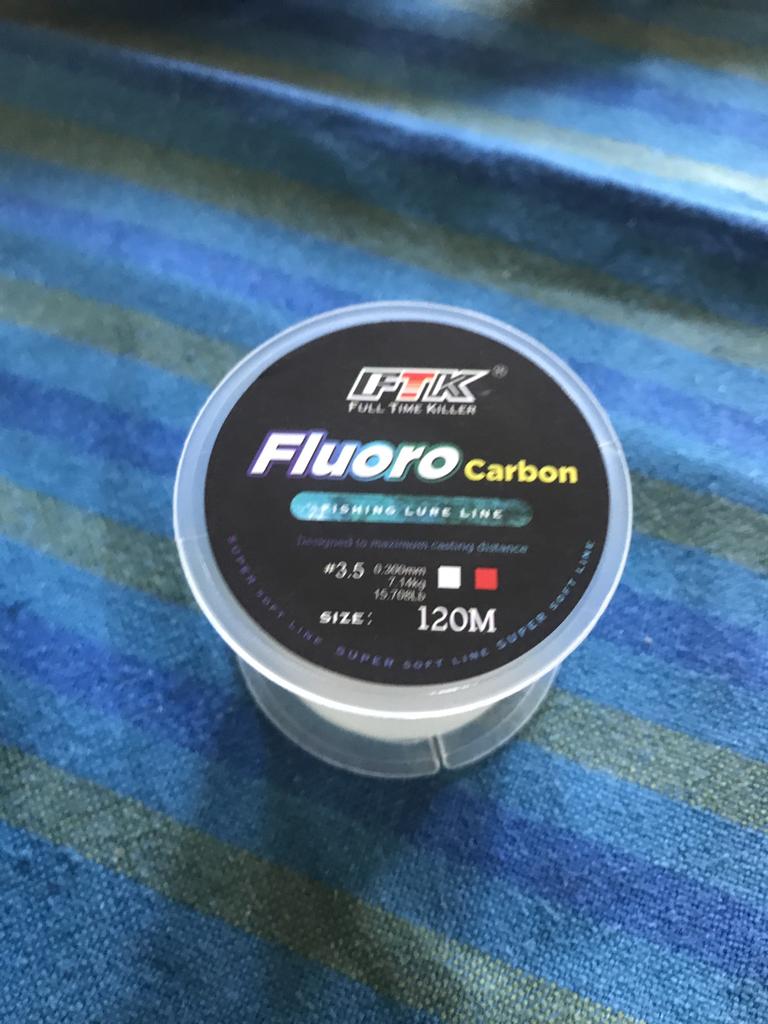 FTK®
FULL TIME KILLER
Fluoro Carbon
FISHING LURE LINE
Designed to maximum casting distance
#3.5 0.300mm
7.14kg
15.708Lb
SIZE: 120M
SUPER SOFT LINE SUPER SOFT LINE SUPER SOFT LINE